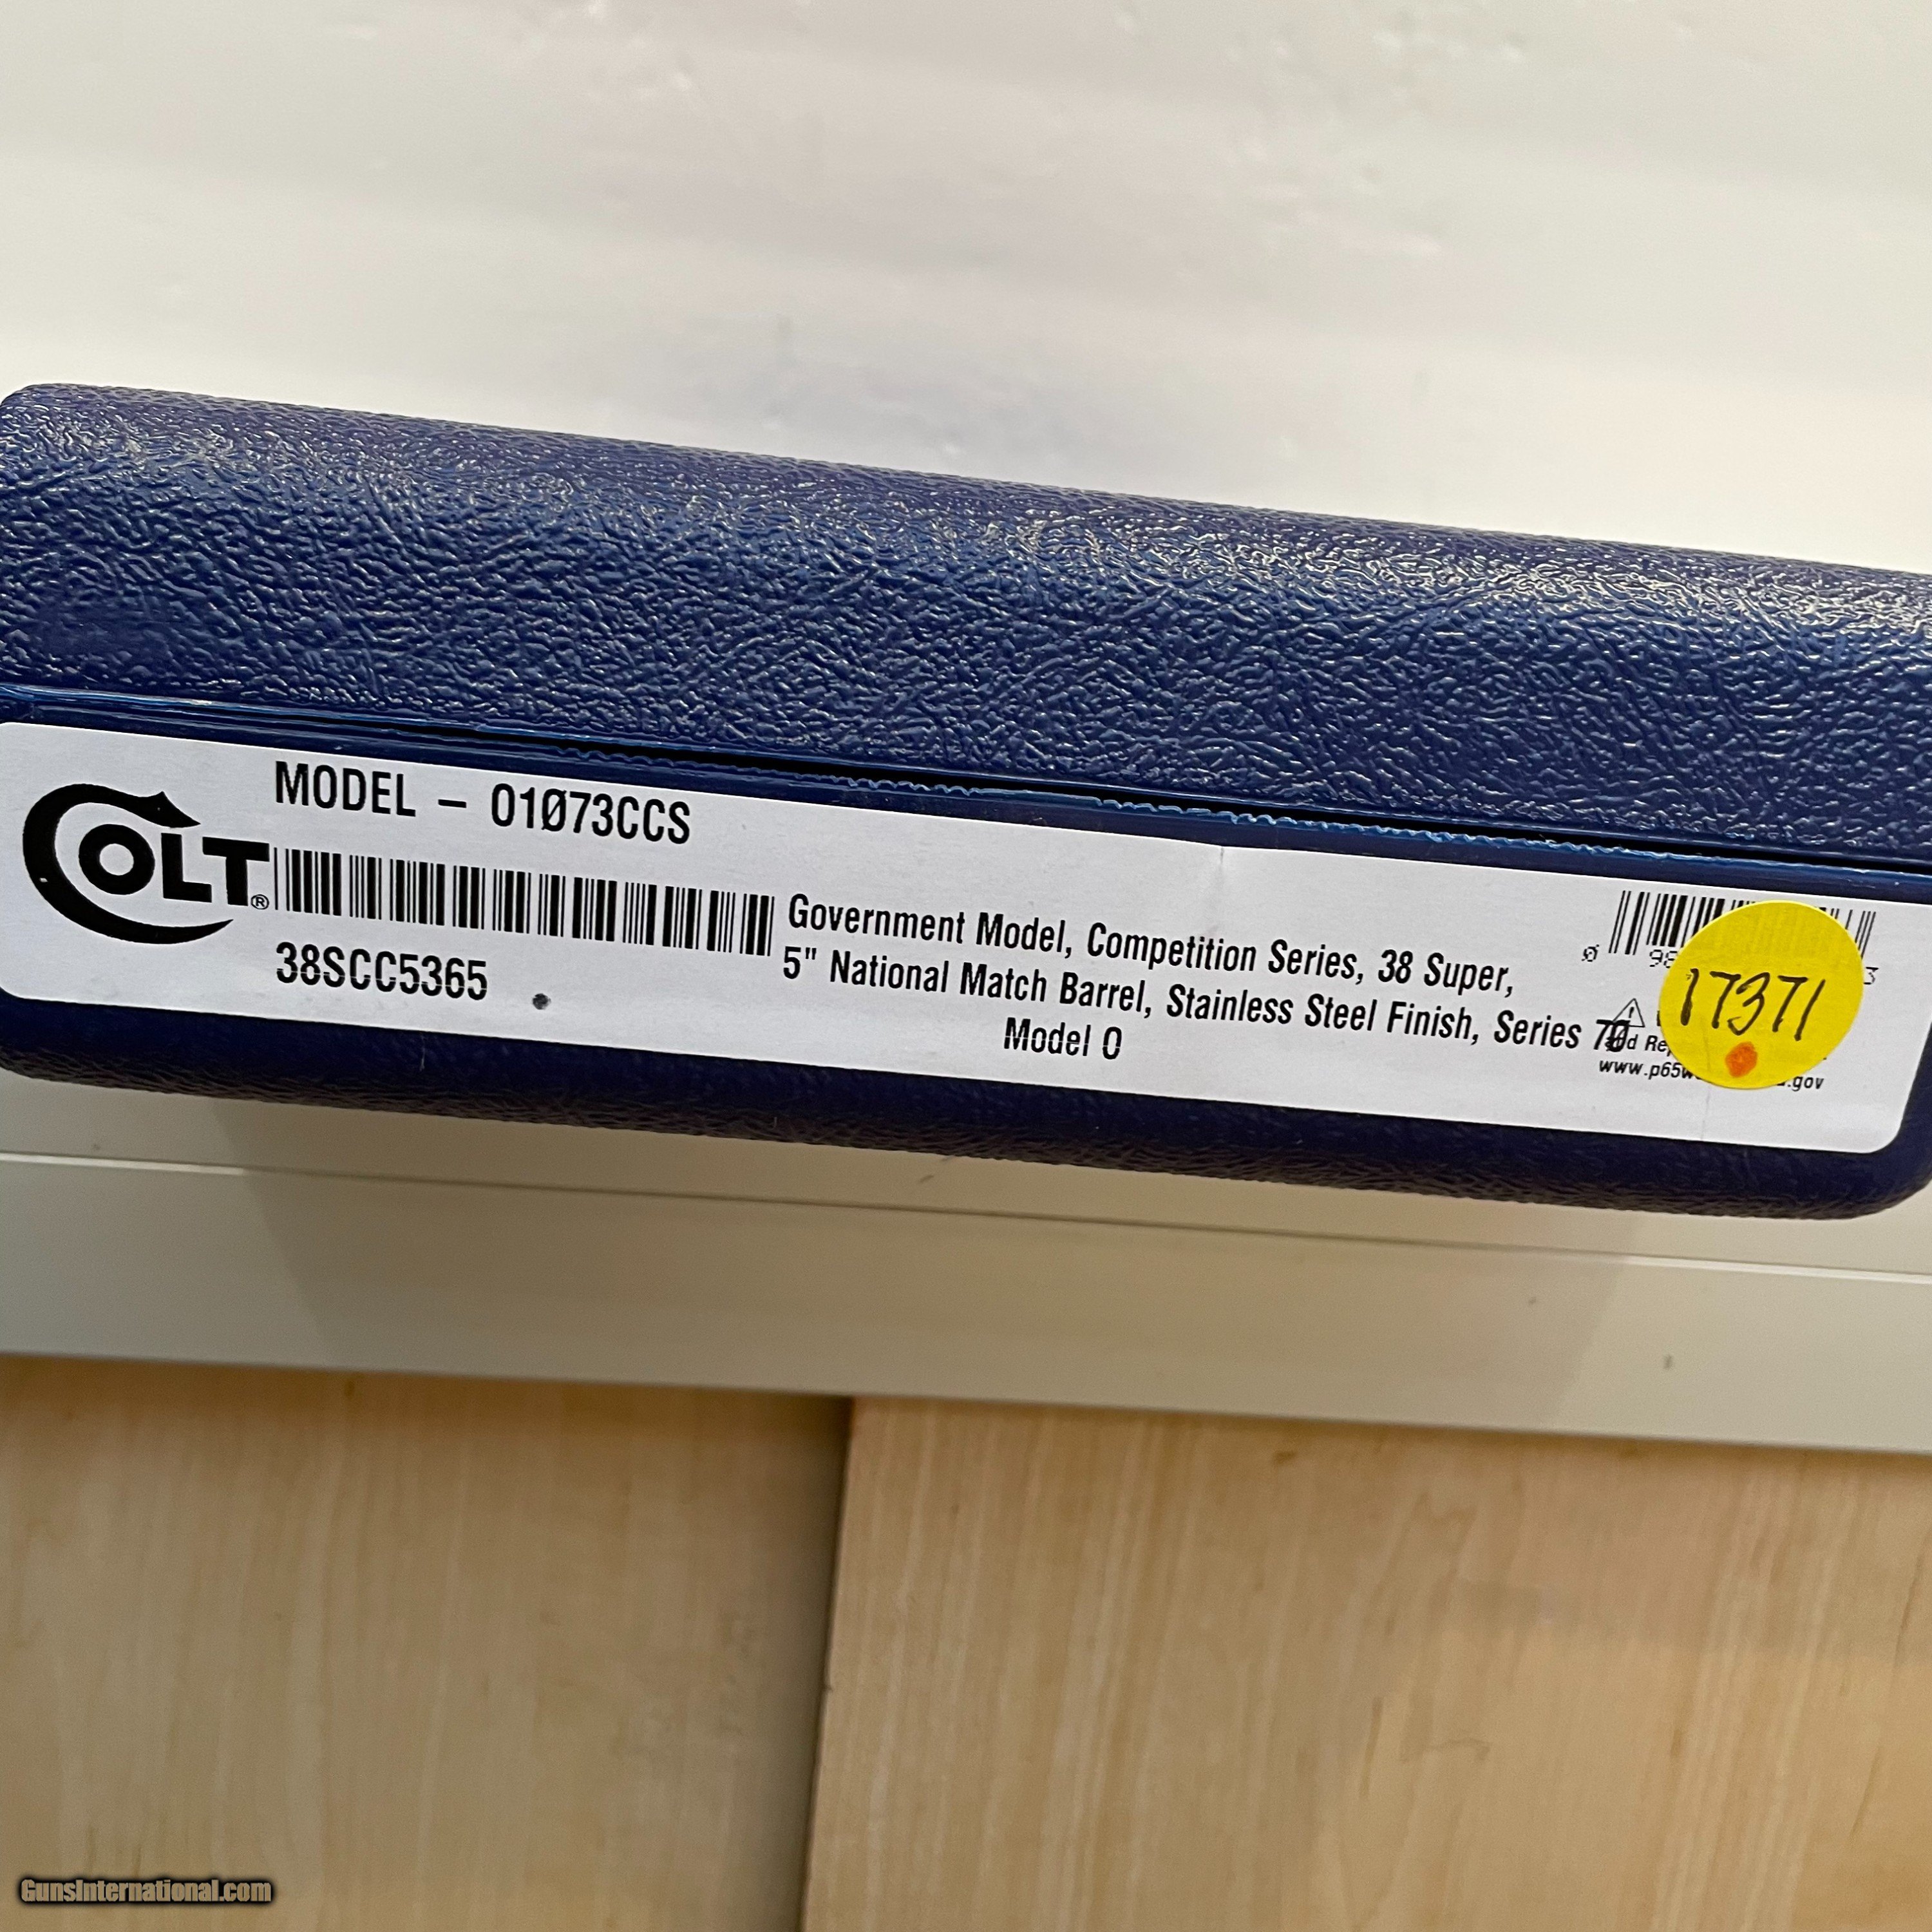 MODEL – O1Ø73CCS
COLT®
38SCC5365
Government Model, Competition Series, 38 Super,
5" National Match Barrel, Stainless Steel Finish, Series 70
Model O
17371
GunsInternational.com